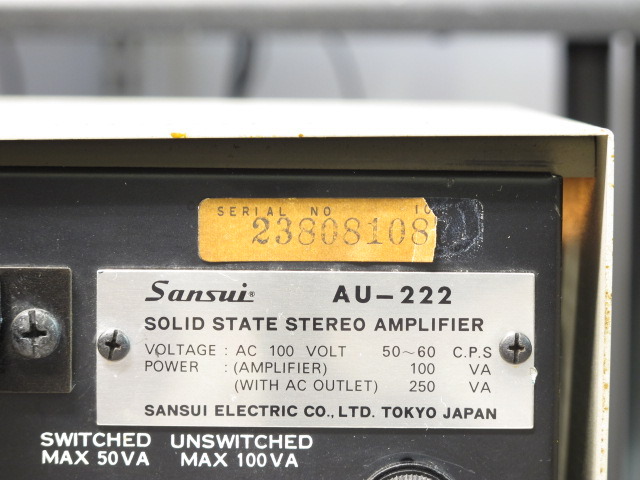 SERIAL NO 10
23808108
Sansui® AU-222
SOLID STATE STEREO AMPLIFIER
VOLTAGE : AC 100 VOLT 50~60 C.P.S
POWER : (AMPLIFIER) 100 VA
(WITH AC OUTLET) 250 VA
SANSUI ELECTRIC CO., LTD. TOKYO JAPAN
SWITCHED UNSWITCHED
MAX 50VA MAX 100VA